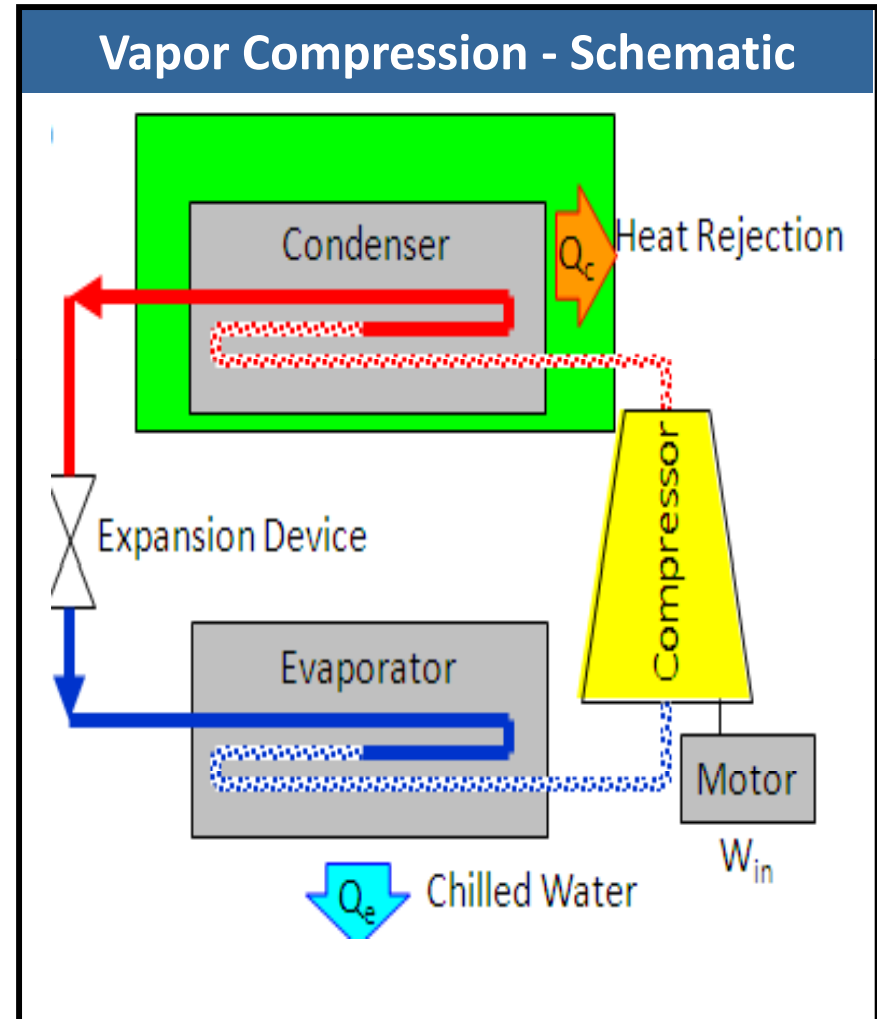 Vapor Compression - Schematic
Condenser
Qc
Heat Rejection
Expansion Device
Compressor
Evaporator
Motor
Win
Qe
Chilled Water